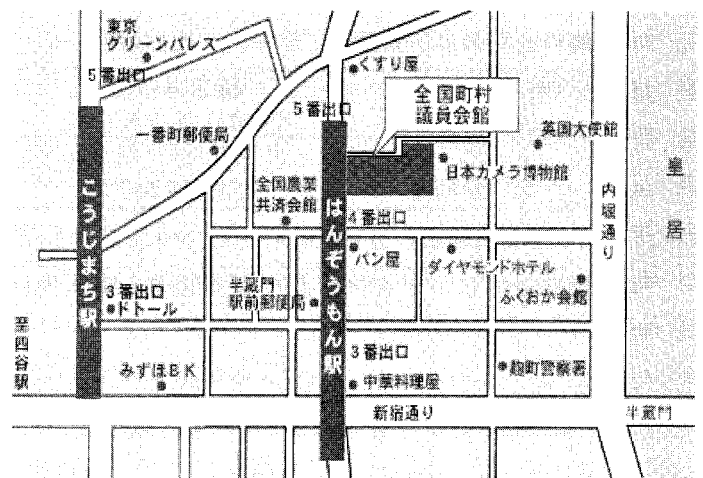 東京
グリーンパレス
5番出口
くすり屋
全国町村
議員会館
5番出口
一番町郵便局
英国大使館
日本カメラ博物館
皇居
内堀通り
こうじまち駅
はんぞうもん駅
全国農業
共済会館
4番出口
パン屋
ダイヤモンドホテル
ふくおか会館
3番出口
ドトール
半蔵門
駅前郵便局
至四谷駅
みずほBK
3番出口
中華料理屋
麹町警察署
新宿通り
半蔵門